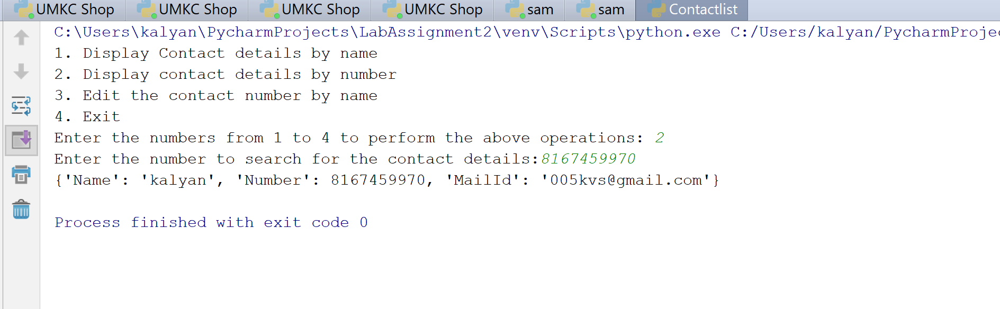 UMKC Shop UMKC Shop UMKC Shop UMKC Shop sam sam Contactlist
C:\Users\kalyan\PycharmProjects\LabAssignment2\venv\Scripts\python.exe C:/Users/kalyan/PycharmProjec
1. Display Contact details by name
2. Display contact details by number
3. Edit the contact number by name
4. Exit
Enter the numbers from 1 to 4 to perform the above operations: 2
Enter the number to search for the contact details:8167459970
{'Name': 'kalyan', 'Number': 8167459970, 'MailId': '005kvs@gmail.com'}
Process finished with exit code 0